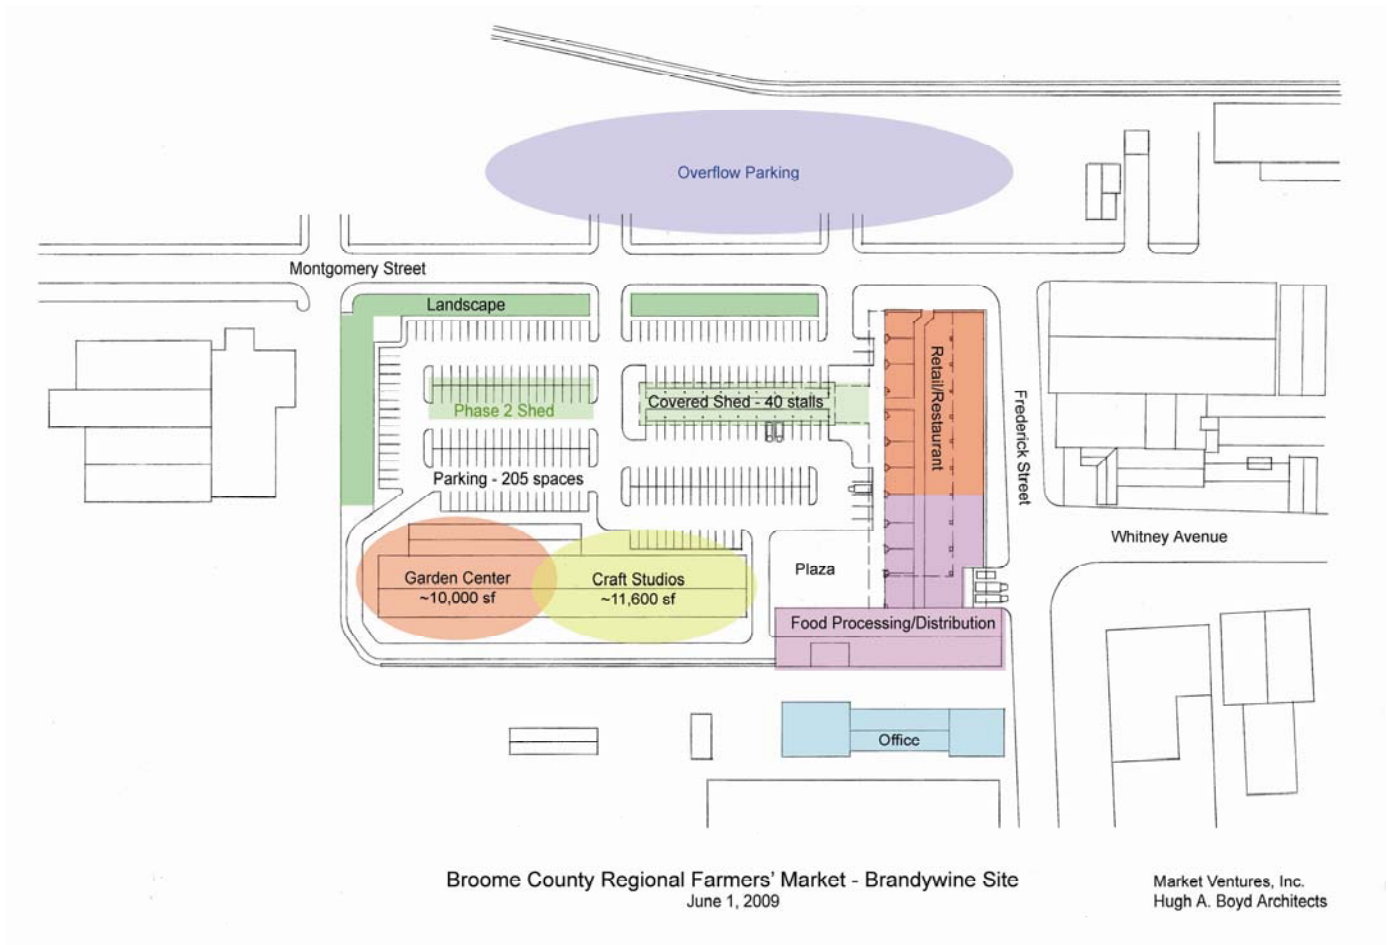 Overflow Parking
Montgomery Street
Landscape
Retail/Restaurant
Phase 2 Shed
Covered Shed - 40 stalls
Frederick Street
Parking - 205 spaces
Whitney Avenue
Garden Center
~10,000 sf
Craft Studios
~11,600 sf
Plaza
Food Processing/Distribution
Office
Broome County Regional Farmers' Market - Brandywine Site
June 1, 2009
Market Ventures, Inc.
Hugh A. Boyd Architects